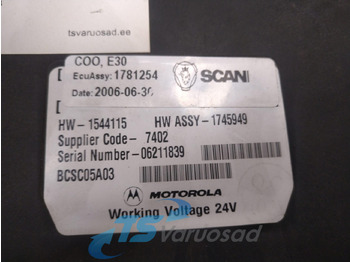 tsvaruosad.ee
COO, E30
EcuAssy: 1781254
Date: 2006-06-30
SCANI
HW-1544115 HW ASSY-1745949
Supplier Code- 7402
Serial Number-06211839
BCSC05A03
MOTOROLA
Working Voltage 24V
TS
Varuosad